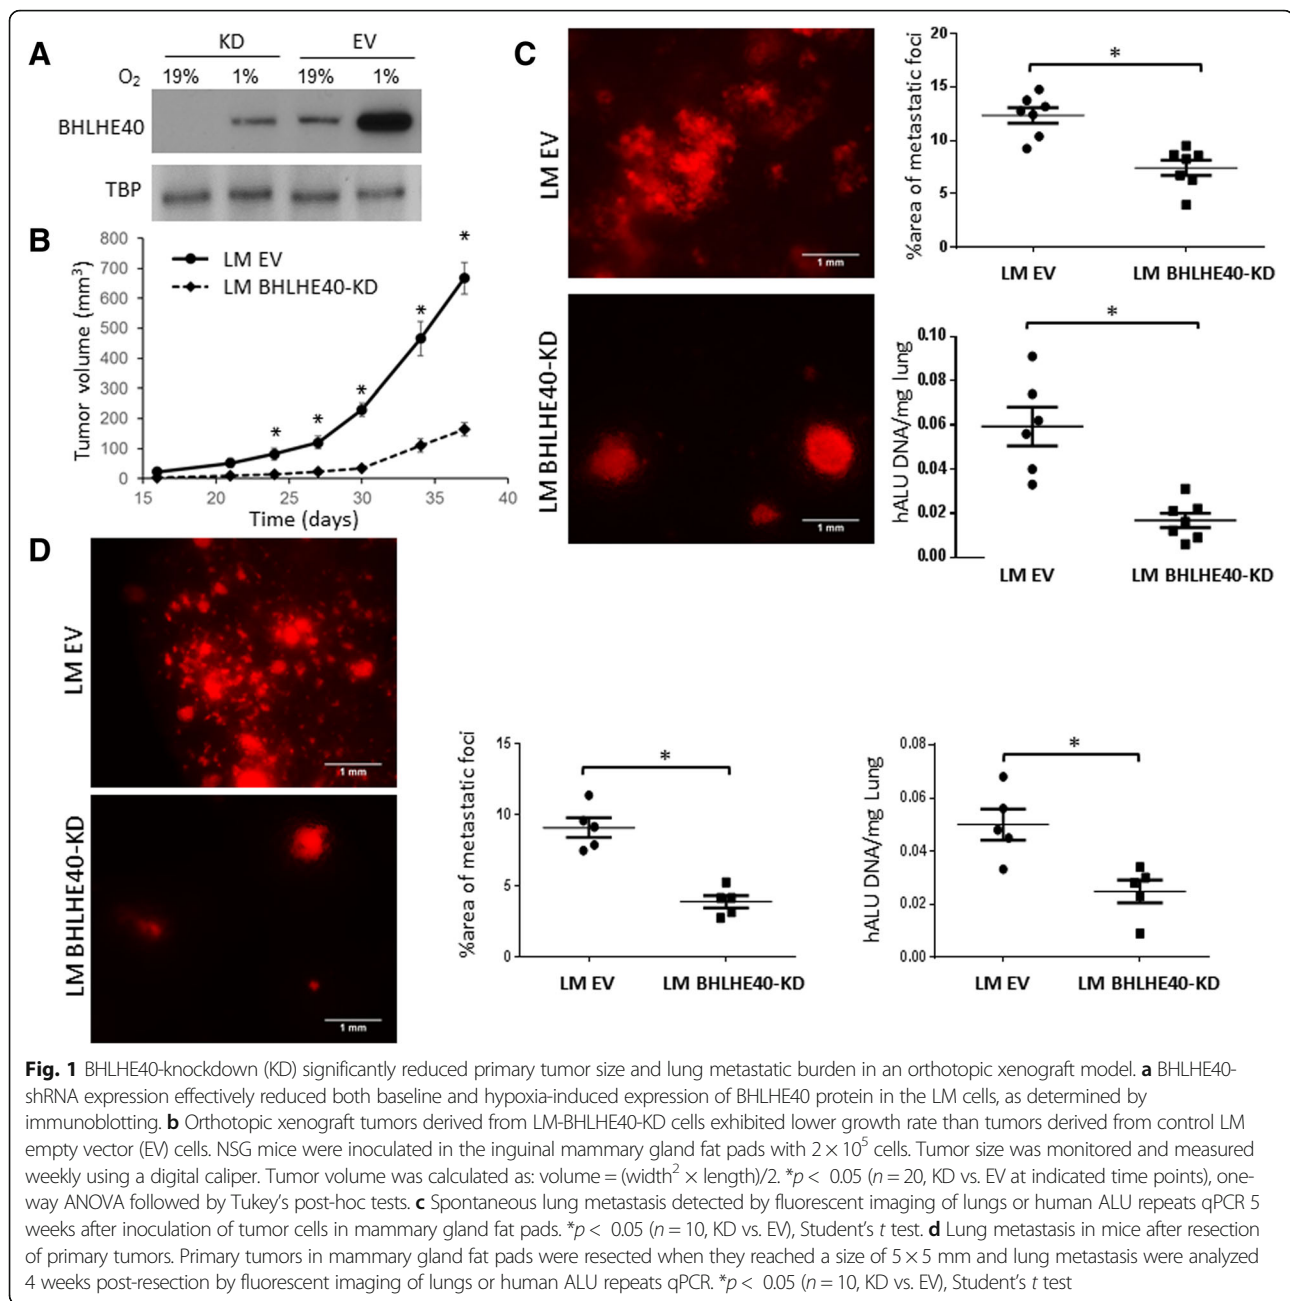 A
KD EV
O2 19% 1% 19% 1%
BHLHE40
TBP
B
800
700
600
500
400
300
200
100
0
Tumor volume (mm³)
LM EV
LM BHLHE40-KD
* * * * * *
15 20 25 30 35 40
Time (days)
C
LM EV
1 mm
LM BHLHE40-KD
1 mm
%area of metastatic foci
15
10
5
0
*
LM EV LM BHLHE40-KD
hALU DNA/mg lung
0.10
0.08
0.06
0.04
0.02
0.00
*
LM EV LM BHLHE40-KD
D
LM EV
1 mm
LM BHLHE40-KD
1 mm
%area of metastatic foci
15
10
5
0
*
LM EV LM BHLHE40-KD
hALU DNA/mg Lung
0.08
0.06
0.04
0.02
0.00
*
LM EV LM BHLHE40-KD
Fig. 1 BHLHE40-knockdown (KD) significantly reduced primary tumor size and lung metastatic burden in an orthotopic xenograft model. a BHLHE40-
shRNA expression effectively reduced both baseline and hypoxia-induced expression of BHLHE40 protein in the LM cells, as determined by
immunoblotting. b Orthotopic xenograft tumors derived from LM-BHLHE40-KD cells exhibited lower growth rate than tumors derived from control LM
empty vector (EV) cells. NSG mice were inoculated in the inguinal mammary gland fat pads with 2 × 10⁵ cells. Tumor size was monitored and measured
weekly using a digital caliper. Tumor volume was calculated as: volume = (width² × length)/2. *p < 0.05 (n = 20, KD vs. EV at indicated time points), one-
way ANOVA followed by Tukey's post-hoc tests. c Spontaneous lung metastasis detected by fluorescent imaging of lungs or human ALU repeats qPCR 5
weeks after inoculation of tumor cells in mammary gland fat pads. *p < 0.05 (n = 10, KD vs. EV), Student's t test. d Lung metastasis in mice after resection
of primary tumors. Primary tumors in mammary gland fat pads were resected when they reached a size of 5 × 5 mm and lung metastasis were analyzed
4 weeks post-resection by fluorescent imaging of lungs or human ALU repeats qPCR. *p < 0.05 (n = 10, KD vs. EV), Student's t test